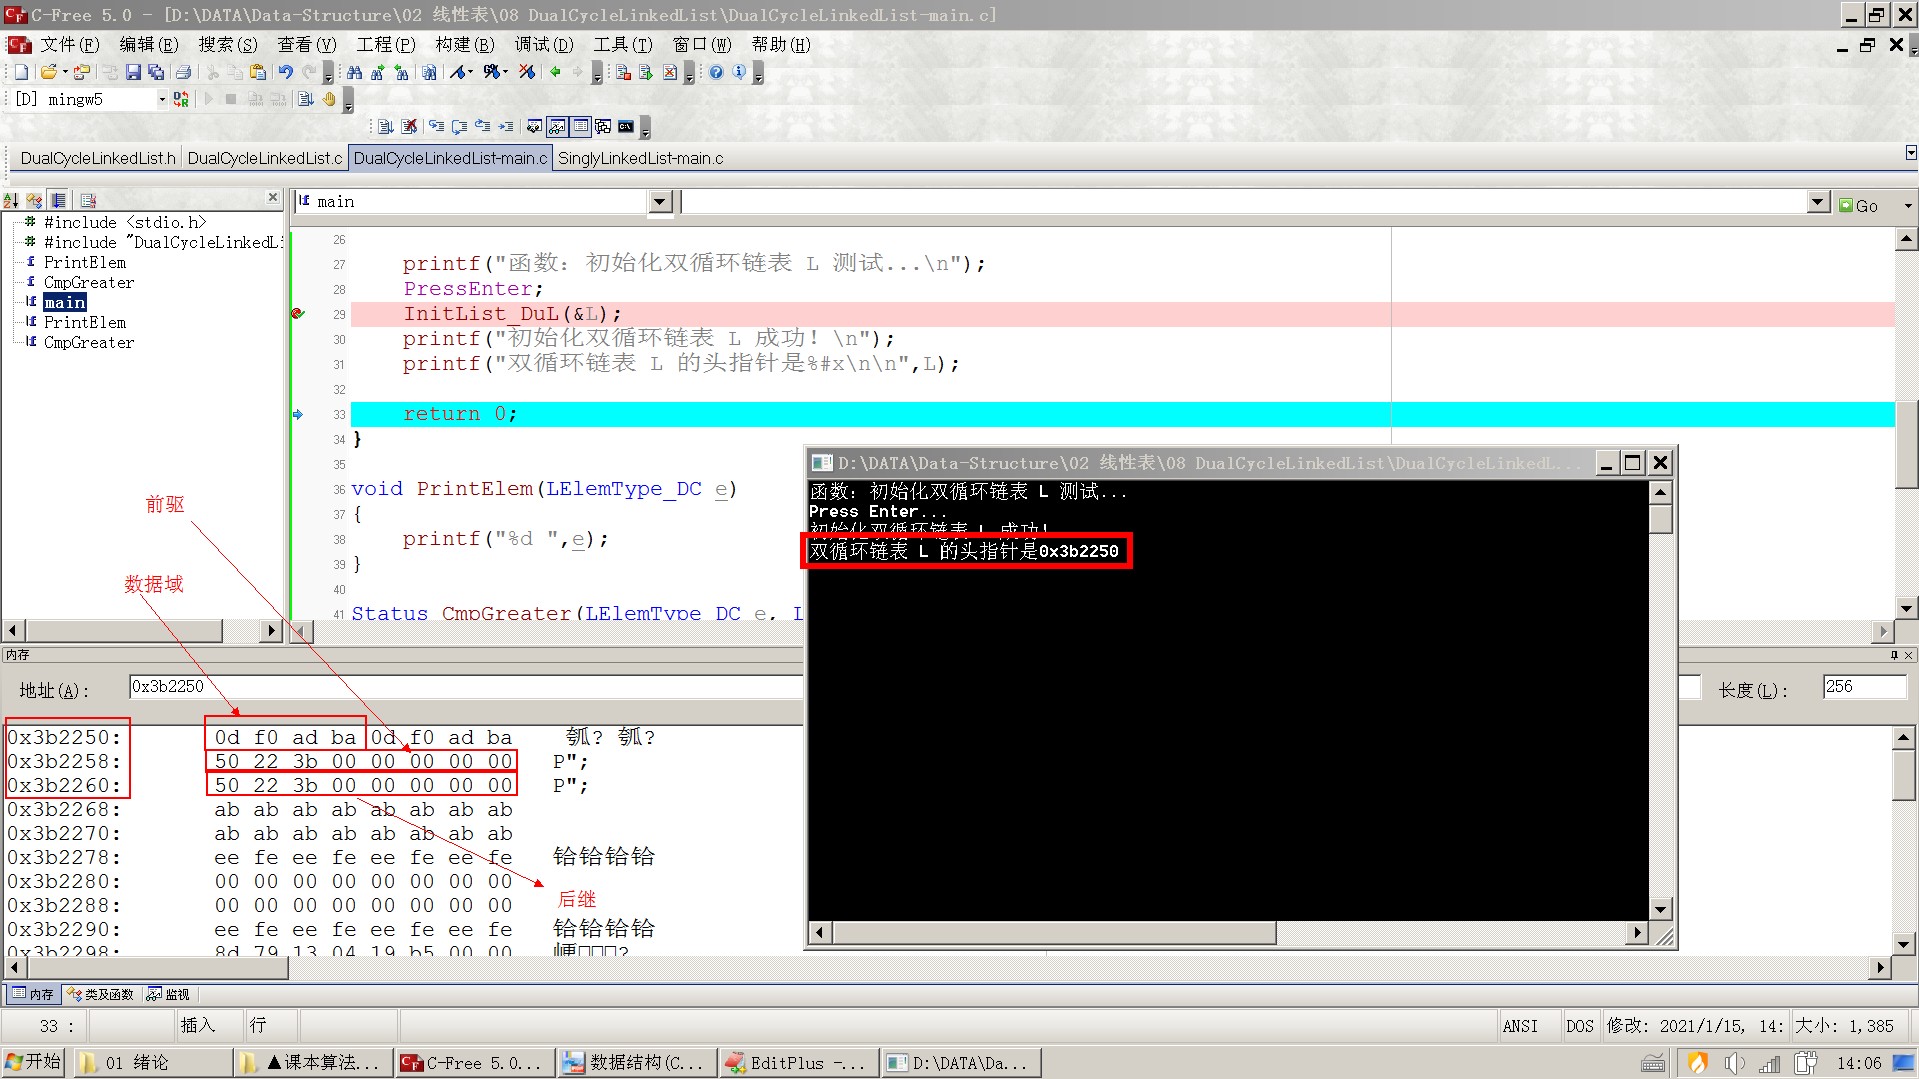 C-Free 5.0 - [D:\DATA\Data-Structure\02 线性表\08 DualCycleLinkedList\DualCycleLinkedList-main.c]
文件(F) 编辑(E) 搜索(S) 查看(V) 工程(P) 构建(B) 调试(D) 工具(T) 窗口(W) 帮助(H)
[D] mingw5
DualCycleLinkedList.h DualCycleLinkedList.c DualCycleLinkedList-main.c SinglyLinkedList-main.c
main
Go
#include <stdio.h>
#include "DualCycleLinkedLi
PrintElem
CmpGreater
main
PrintElem
CmpGreater
26
27 printf("函数: 初始化双循环链表 L 测试...\n");
28 PressEnter;
29 InitList_DuL(&L);
30 printf("初始化双循环链表 L 成功! \n");
31 printf("双循环链表 L 的头指针是%#x\n\n",L);
32
33 return 0;
34 }
35
36 void PrintElem(LElemType_DC e)
37 {
38 printf("%d ",e);
39 }
40
41 Status CmpGreater(LElemType_DC e, L
D:\DATA\Data-Structure\02 线性表\08 DualCycleLinkedList\DualCycleLinkedL...
函数: 初始化双循环链表 L 测试...
Press Enter...
初始化双循环链表 L 成功!
双循环链表 L 的头指针是0x3b2250
前驱
数据域
内存
地址(A): 0x3b2250
长度(L): 256
0x3b2250: 0d f0 ad ba 0d f0 ad ba 瓠? 瓠?
0x3b2258: 50 22 3b 00 00 00 00 00 P";
0x3b2260: 50 22 3b 00 00 00 00 00 P";
0x3b2268: ab ab ab ab ab ab ab ab
0x3b2270: ab ab ab ab ab ab ab ab
0x3b2278: ee fe ee fe ee fe ee fe 铪铪铪铪
0x3b2280: 00 00 00 00 00 00 00 00
0x3b2288: 00 00 00 00 00 00 00 00
0x3b2290: ee fe ee fe ee fe ee fe 铪铪铪铪
0x3b2298: 8d 79 13 04 19 b5 00 00
后继
内存 类及函数 监视
33 : 插入 行 ANSI DOS 修改: 2021/1/15, 14: 大小: 1,385
开始 01 绪论 ▲课本算法... C-Free 5.0... 数据结构(C... EditPlus -... D:\DATA\Da... 14:06